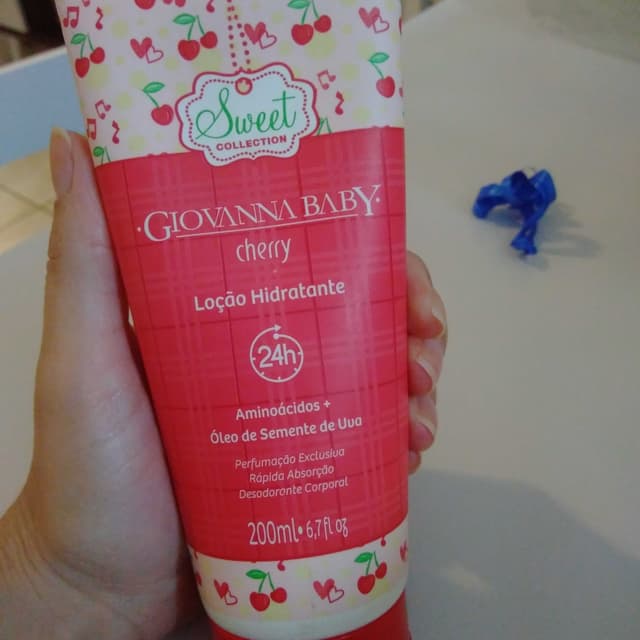 Sweet
COLLECTION
GIOVANNA BABY
cherry
Loção Hidratante
24h
Aminoácidos +
Óleo de Semente de Uva
Perfumação Exclusiva
Rápida Absorção
Desodorante Corporal
200ml • 6,7 fl oz